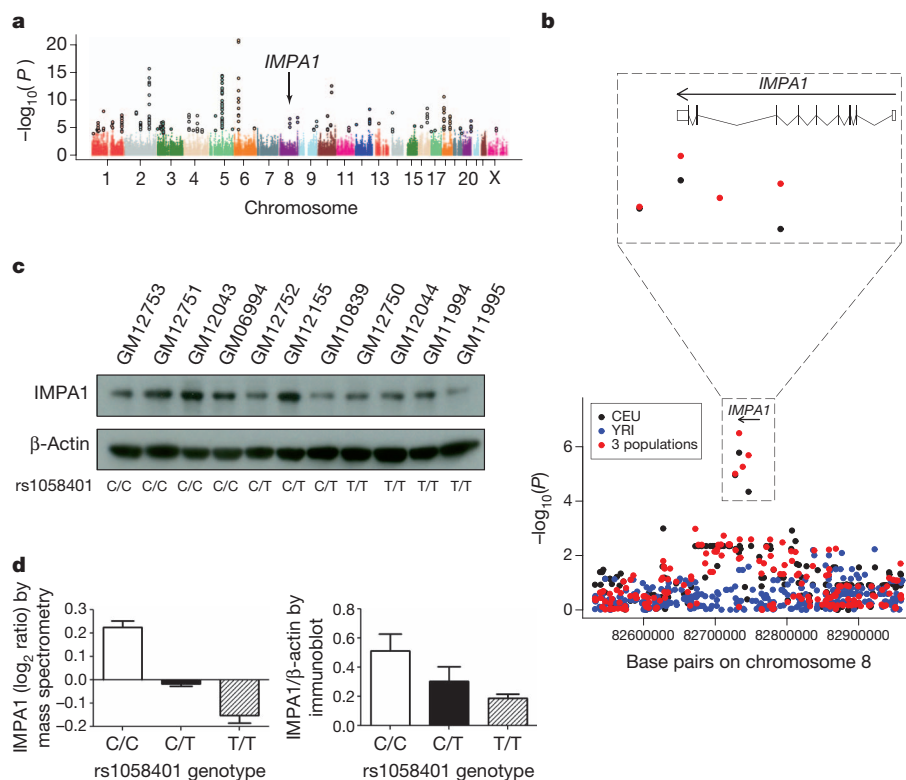 a
−log10(P)
20
15
10
5
0
IMPA1
1 2 3 4 5 6 7 8 9 11 13 15 17 20 X
Chromosome
b
IMPA1
CEU
YRI
3 populations
IMPA1
−log10(P)
6
4
2
0
82600000 82700000 82800000 82900000
Base pairs on chromosome 8
c
GM12753 GM12751 GM12043 GM06994 GM12752 GM12155 GM10839 GM12750 GM12044 GM11994 GM11995
IMPA1
β-Actin
rs1058401 C/C C/C C/C C/C C/T C/T C/T T/T T/T T/T T/T
d
IMPA1 (log2 ratio) by
mass spectrometry
0.3
0.2
0.1
0.0
−0.1
−0.2
C/C C/T T/T
rs1058401 genotype
IMPA1/β-actin by
immunoblot
0.8
0.6
0.4
0.2
0.0
C/C C/T T/T
rs1058401 genotype